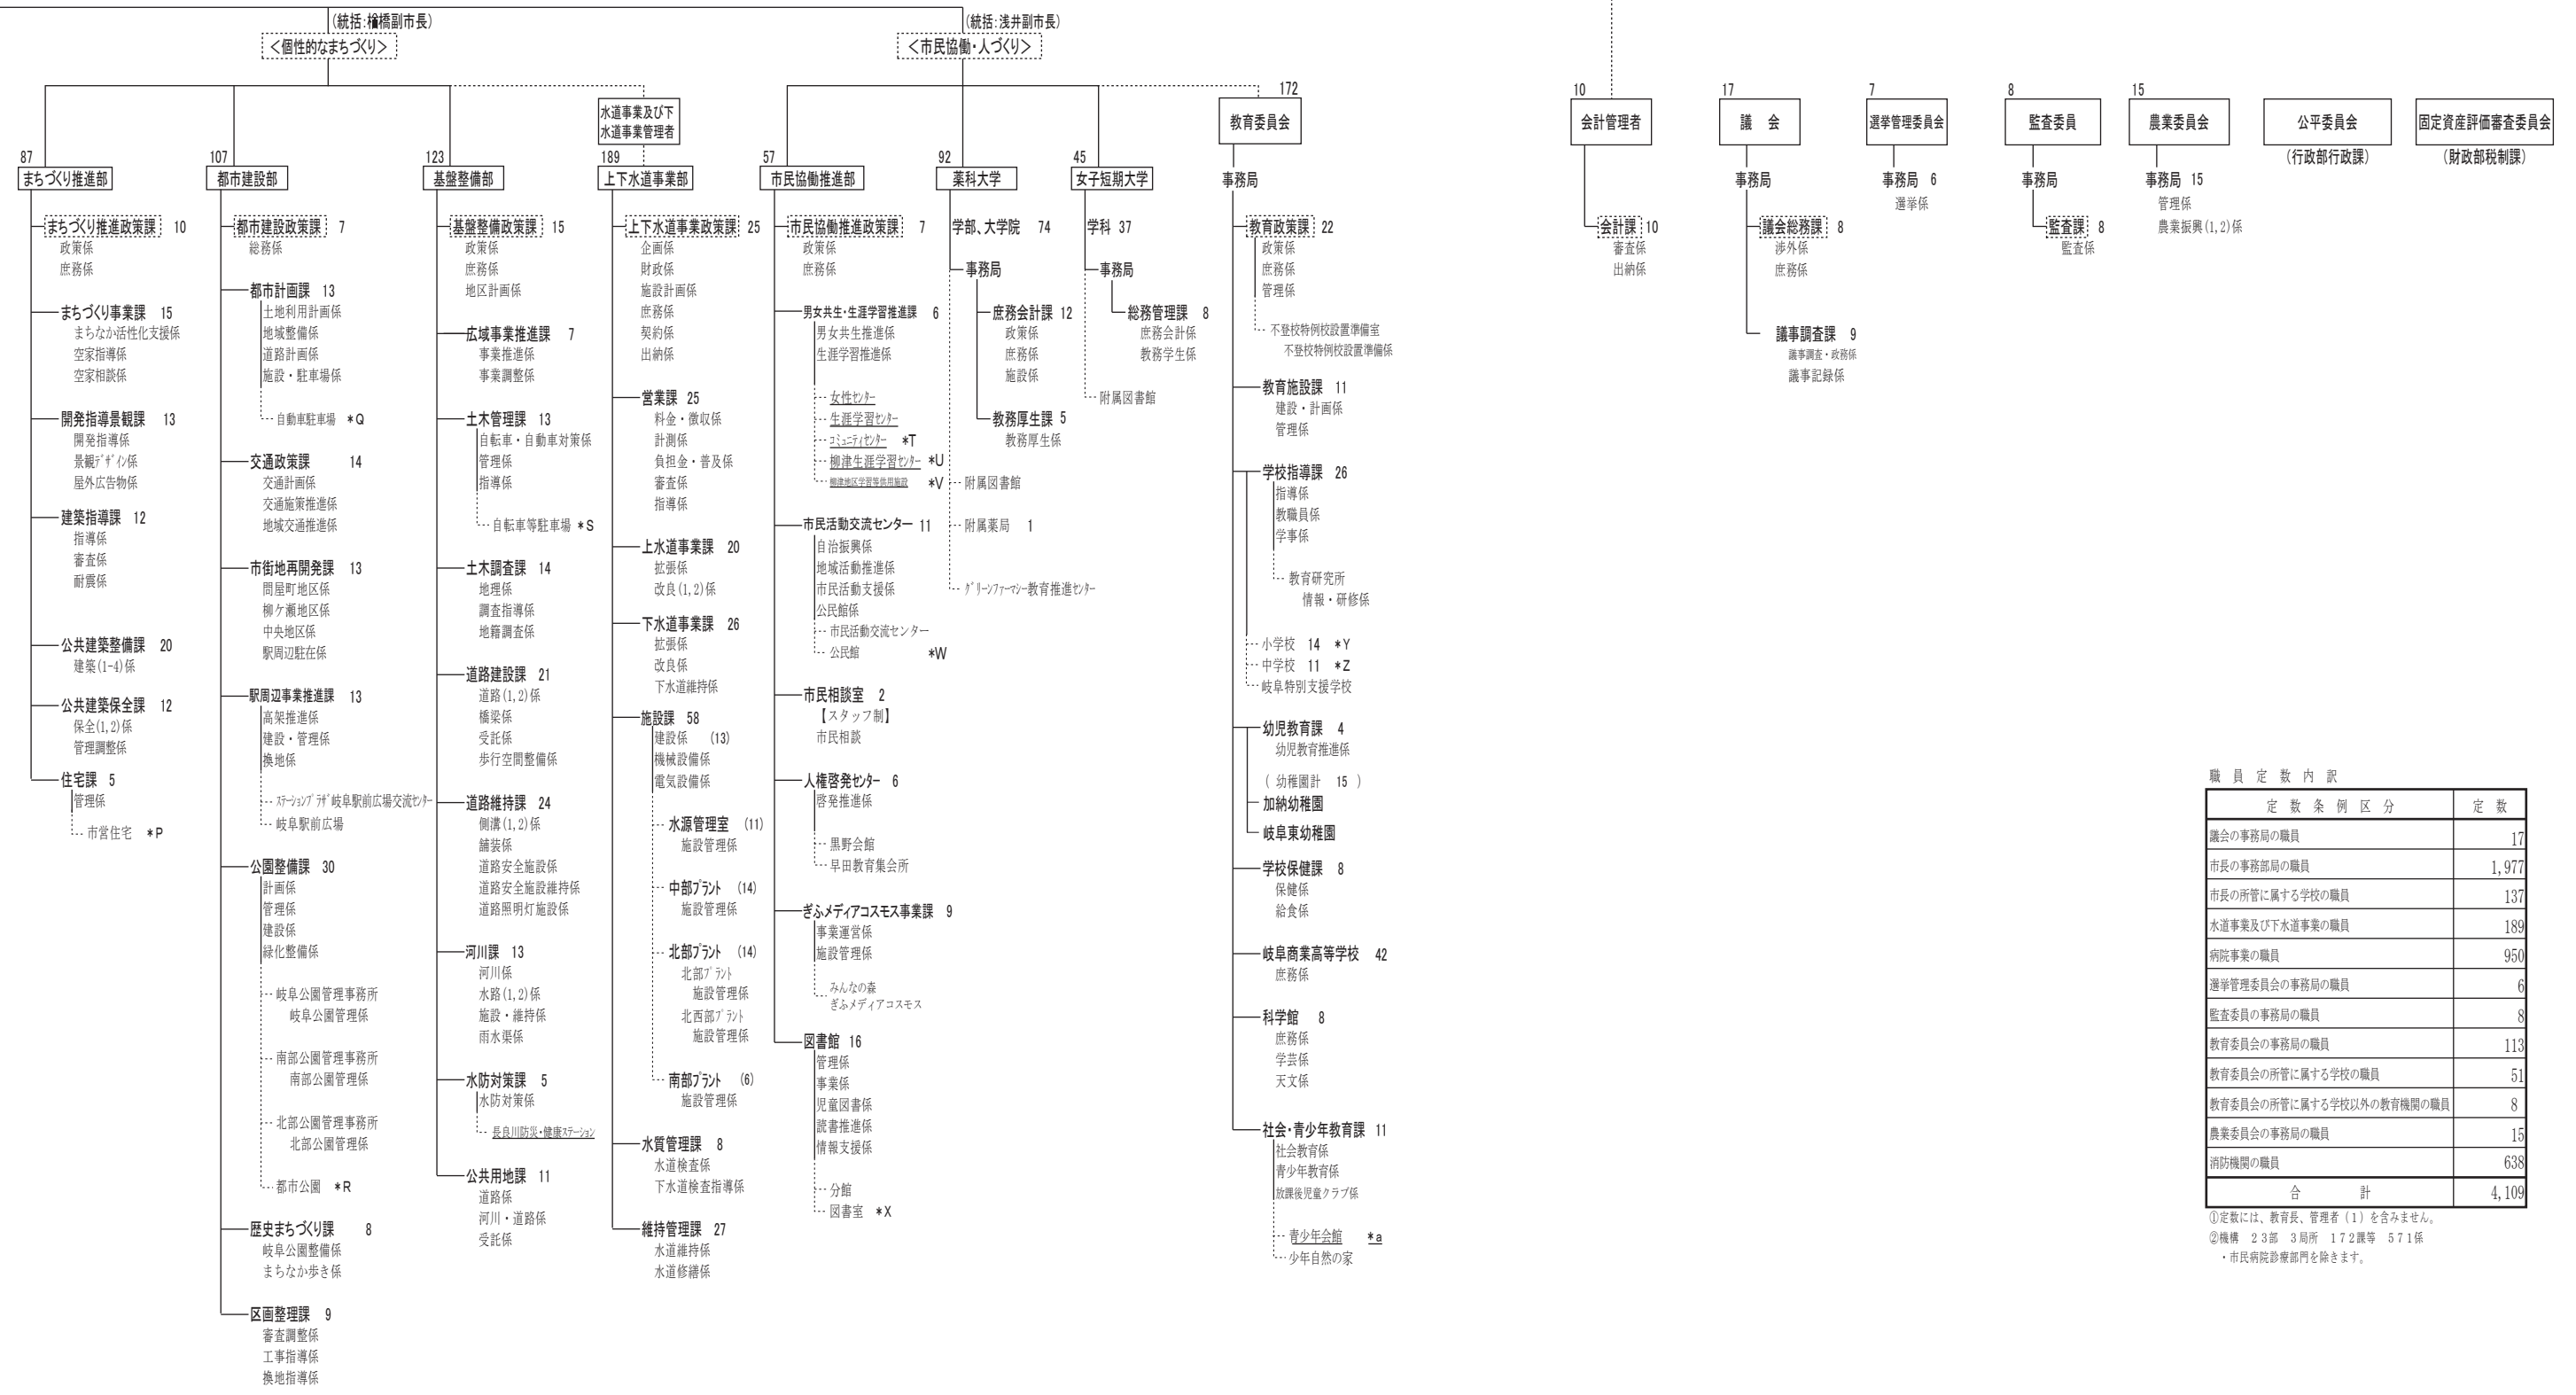 (統括:檜橋副市長)
＜個性的なまちづくり＞
87
まちづくり推進部
まちづくり推進政策課 10
政策係
庶務係
まちづくり事業課 15
まちなか活性化支援係
空家指導係
空家相談係
開発指導景観課 13
開発指導係
景観ﾃﾞｻﾞｲﾝ係
屋外広告物係
建築指導課 12
指導係
審査係
耐震係
公共建築整備課 20
建築(1-4)係
公共建築保全課 12
保全(1,2)係
管理調整係
住宅課 5
管理係
市営住宅 *P
107
都市建設部
都市建設政策課 7
総務係
都市計画課 13
土地利用計画係
地域整備係
道路計画係
施設・駐車場係
自動車駐車場 *Q
交通政策課 14
交通計画係
交通施策推進係
地域交通推進係
市街地再開発課 13
問屋町地区係
柳ケ瀬地区係
中央地区係
駅周辺駐在係
駅周辺事業推進課 13
高架推進係
建設・管理係
換地係
ｽﾃｰｼｮﾝﾌﾟﾗｻﾞ岐阜駅前広場交流ｾﾝﾀｰ
岐阜駅前広場
公園整備課 30
計画係
管理係
建設係
緑化整備係
岐阜公園管理事務所
岐阜公園管理係
南部公園管理事務所
南部公園管理係
北部公園管理事務所
北部公園管理係
都市公園 *R
歴史まちづくり課 8
岐阜公園整備係
まちなか歩き係
区画整理課 9
審査調整係
工事指導係
換地指導係
123
基盤整備部
基盤整備政策課 15
政策係
庶務係
地区計画係
広域事業推進課 7
事業推進係
事業調整係
土木管理課 13
自転車・自動車対策係
管理係
指導係
自転車等駐車場 *S
土木調査課 14
地理係
調査指導係
地籍調査係
道路建設課 21
道路(1,2)係
橋梁係
受託係
歩行空間整備係
道路維持課 24
側溝(1,2)係
舗装係
道路安全施設係
道路安全施設維持係
道路照明灯施設係
河川課 13
河川係
水路(1,2)係
施設・維持係
雨水渠係
水防対策課 5
水防対策係
長良川防災・健康ｽﾃｰｼｮﾝ
公共用地課 11
道路係
河川・道路係
受託係
水道事業及び下
水道事業管理者
189
上下水道事業部
上下水道事業政策課 25
企画係
財政係
施設計画係
庶務係
契約係
出納係
営業課 25
料金・徴収係
計測係
負担金・普及係
審査係
指導係
上水道事業課 20
拡張係
改良(1,2)係
下水道事業課 26
拡張係
改良係
下水道維持係
施設課 58
建設係 (13)
機械設備係
電気設備係
水源管理室 (11)
施設管理係
中部ﾌﾟﾗﾝﾄ (14)
施設管理係
北部ﾌﾟﾗﾝﾄ (14)
北部ﾌﾟﾗﾝﾄ
施設管理係
北西部ﾌﾟﾗﾝﾄ
施設管理係
南部ﾌﾟﾗﾝﾄ (6)
施設管理係
水質管理課 8
水道検査係
下水道検査指導係
維持管理課 27
水道維持係
水道修繕係
(統括:浅井副市長)
＜市民協働・人づくり＞
57
市民協働推進部
市民協働推進政策課 7
政策係
庶務係
男女共生・生涯学習推進課 6
男女共生推進係
生涯学習推進係
女性ｾﾝﾀｰ
生涯学習ｾﾝﾀｰ
ｺﾐｭﾆﾃｨｾﾝﾀｰ *T
柳津生涯学習ｾﾝﾀｰ *U
柳津地区学習等供用施設 *V
市民活動交流センター 11
自治振興係
地域活動推進係
市民活動支援係
公民館係
市民活動交流センター
公民館 *W
市民相談室 2
【スタッフ制】
市民相談
人権啓発ｾﾝﾀｰ 6
啓発推進係
黒野会館
早田教育集会所
ぎふメディアコスモス事業課 9
事業運営係
施設管理係
みんなの森
ぎふメディアコスモス
図書館 16
管理係
事業係
児童図書係
読書推進係
情報支援係
分館
図書室 *X
92
薬科大学
学部、大学院 74
事務局
庶務会計課 12
政策係
庶務係
施設係
教務厚生課 5
教務厚生係
附属図書館
附属薬局 1
ｸﾞﾘｰﾝﾌｧｰﾏｼｰ教育推進ｾﾝﾀｰ
45
女子短期大学
学科 37
事務局
総務管理課 8
庶務会計係
教務学生係
附属図書館
172
教育委員会
事務局
教育政策課 22
政策係
庶務係
管理係
不登校特例校設置準備室
不登校特例校設置準備係
教育施設課 11
建設・計画係
管理係
学校指導課 26
指導係
教職員係
学事係
教育研究所
情報・研修係
小学校 14 *Y
中学校 11 *Z
岐阜特別支援学校
幼児教育課 4
幼児教育推進係
( 幼稚園計 15 )
加納幼稚園
岐阜東幼稚園
学校保健課 8
保健係
給食係
岐阜商業高等学校 42
庶務係
科学館 8
庶務係
学芸係
天文係
社会・青少年教育課 11
社会教育係
青少年教育係
放課後児童クラブ係
青少年会館 *a
少年自然の家
10
会計管理者
会計課 10
審査係
出納係
17
議 会
事務局
議会総務課 8
渉外係
庶務係
議事調査課 9
議事調査・政務係
議事記録係
7
選挙管理委員会
事務局 6
選挙係
8
監査委員
事務局
監査課 8
監査係
15
農業委員会
事務局 15
管理係
農業振興(1,2)係
公平委員会
(行政部行政課)
固定資産評価審査委員会
(財政部税制課)
職 員 定 数 内 訳
定 数 条 例 区 分 定 数
議会の事務局の職員 17
市長の事務部局の職員 1,977
市長の所管に属する学校の職員 137
水道事業及び下水道事業の職員 189
病院事業の職員 950
選挙管理委員会の事務局の職員 6
監査委員の事務局の職員 8
教育委員会の事務局の職員 113
教育委員会の所管に属する学校の職員 51
教育委員会の所管に属する学校以外の教育機関の職員 8
農業委員会の事務局の職員 15
消防機関の職員 638
合 計 4,109
①定数には、教育長、管理者（1）を含みません。
②機構 23部 3局所 172課等 571係
・市民病院診療部門を除きます。